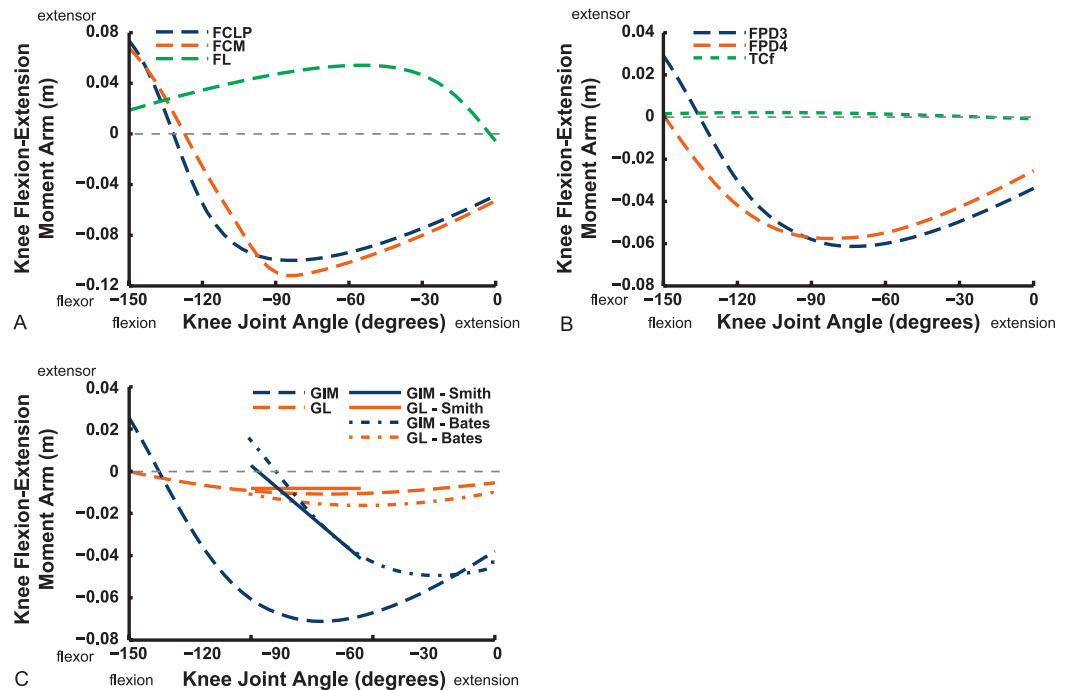 extensor
0.08
0.04
0
−0.04
−0.08
−0.12
Knee Flexion-Extension
Moment Arm (m)
FCLP
FCM
FL
flexor
−150 −120 −90 −60 −30 0
A flexion Knee Joint Angle (degrees) extension
extensor
0.04
0.02
0
−0.02
−0.04
−0.06
−0.08
Knee Flexion-Extension
Moment Arm (m)
FPD3
FPD4
TCf
flexor
−150 −120 −90 −60 −30 0
B flexion Knee Joint Angle (degrees) extension
extensor
0.04
0.02
0
−0.02
−0.04
−0.06
−0.08
Knee Flexion-Extension
Moment Arm (m)
GIM GIM - Smith
GL GL - Smith
GIM - Bates
GL - Bates
flexor
−150 −120 −90 −60 −30 0
C flexion Knee Joint Angle (degrees) extension